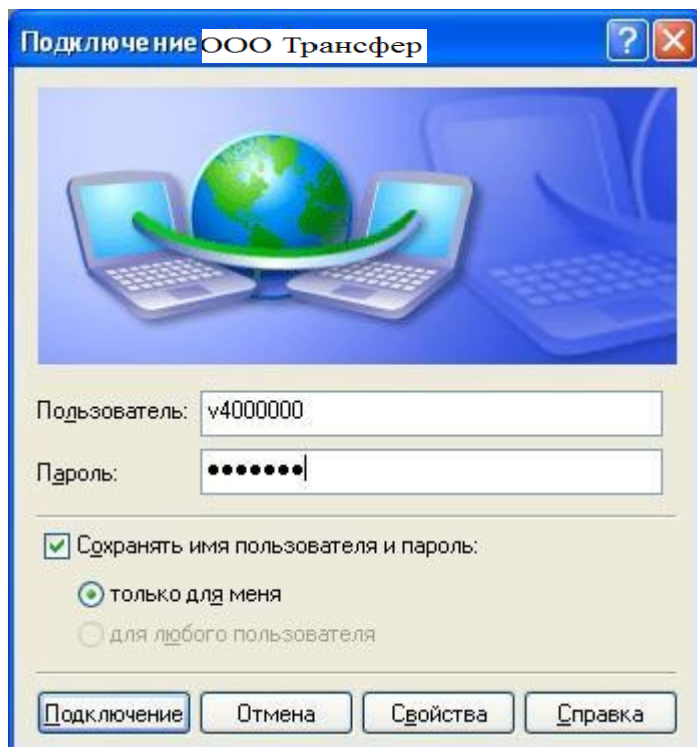 Подключение ООО Трансфер
Пользователь: v4000000
Пароль: •••••••
Сохранять имя пользователя и пароль:
только для меня
для любого пользователя
Подключение Отмена Свойства Справка